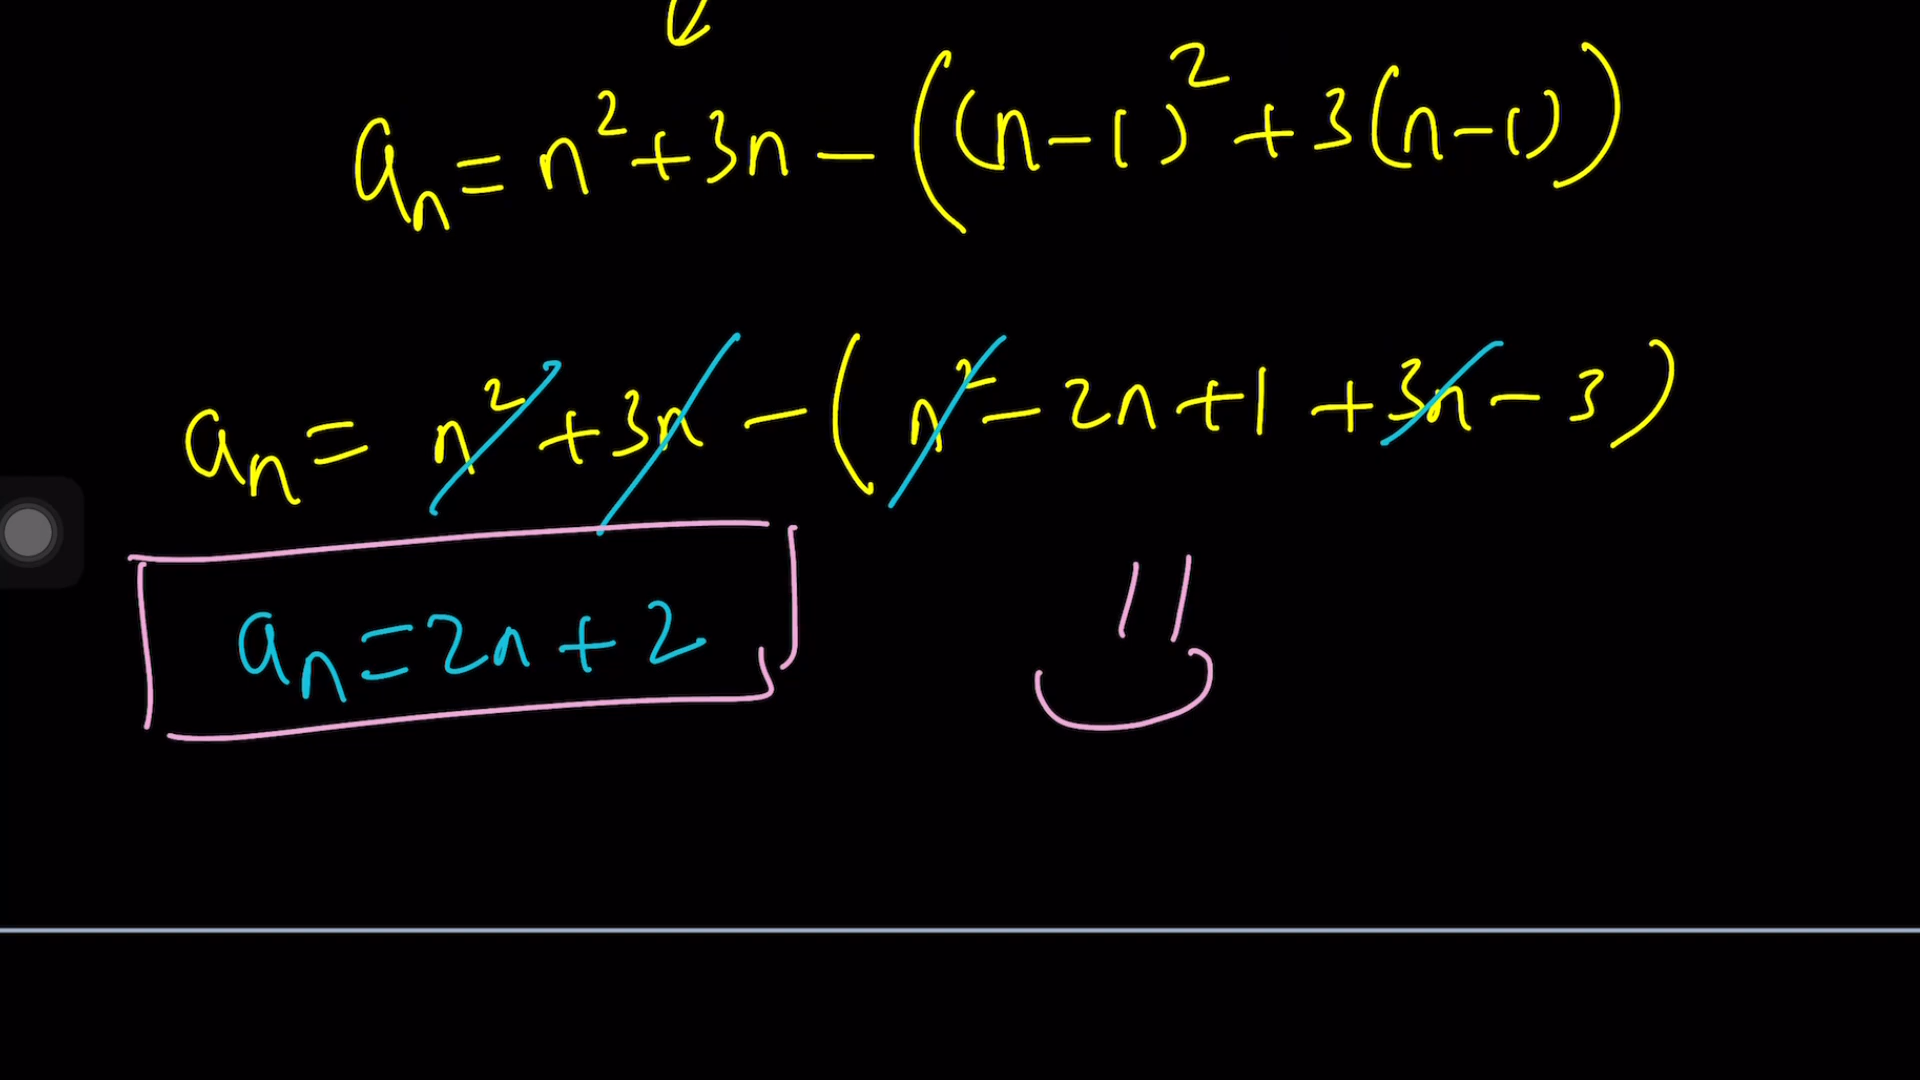 aₙ = n² + 3n − ((n−1)² + 3(n−1))
aₙ = n² + 3n − (n² − 2n + 1 + 3n − 3)
aₙ = 2n + 2